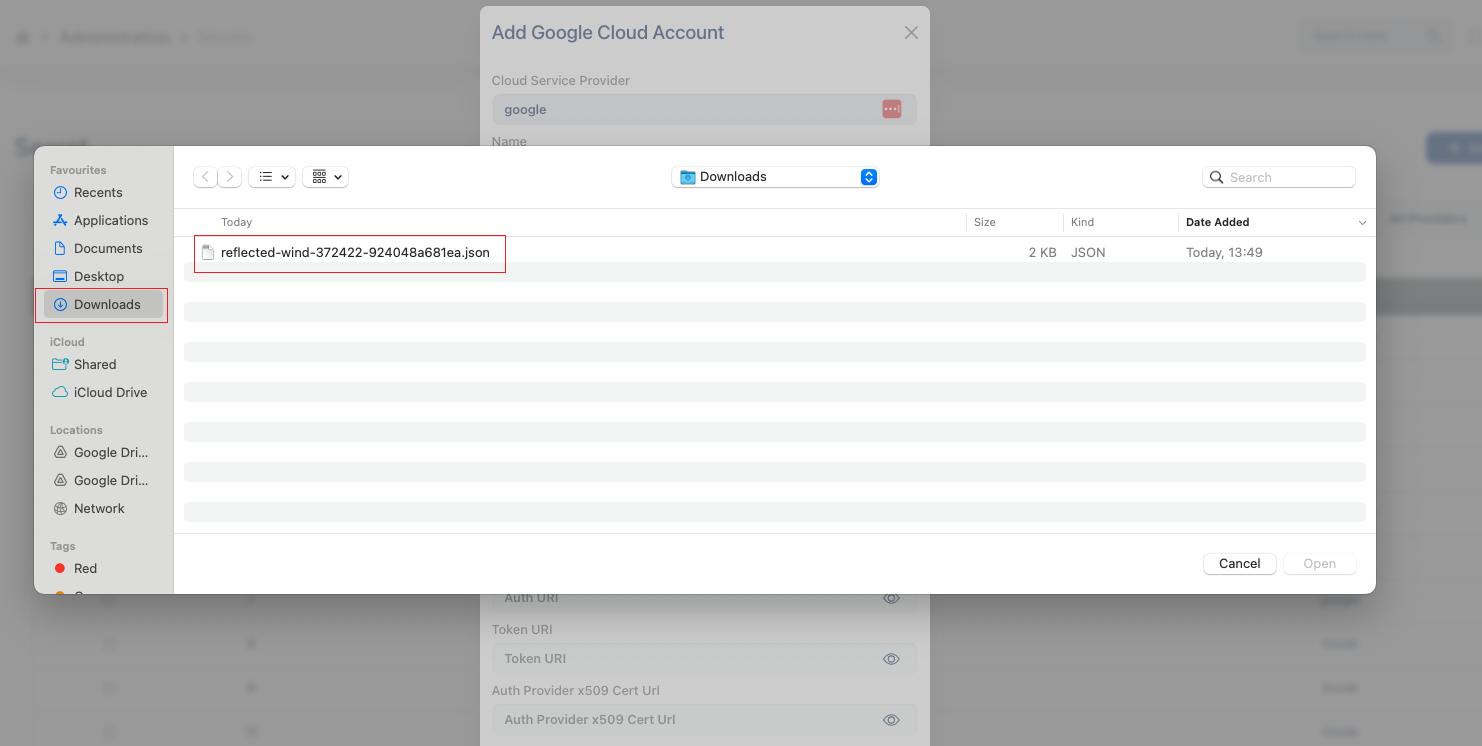 Administration
Add Google Cloud Account
Cloud Service Provider
google
Name
Favourites
Recents
Applications
Documents
Desktop
Downloads
iCloud
Shared
iCloud Drive
Locations
Google Dri...
Google Dri...
Network
Tags
Red
Downloads
Search
Today
Size
Kind
Date Added
reflected-wind-372422-924048a681ea.json
2 KB
JSON
Today, 13:49
Cancel
Open
All Providers
Auth URI
Token URI
Token URI
Auth Provider x509 Cert Url
Auth Provider x509 Cert Url